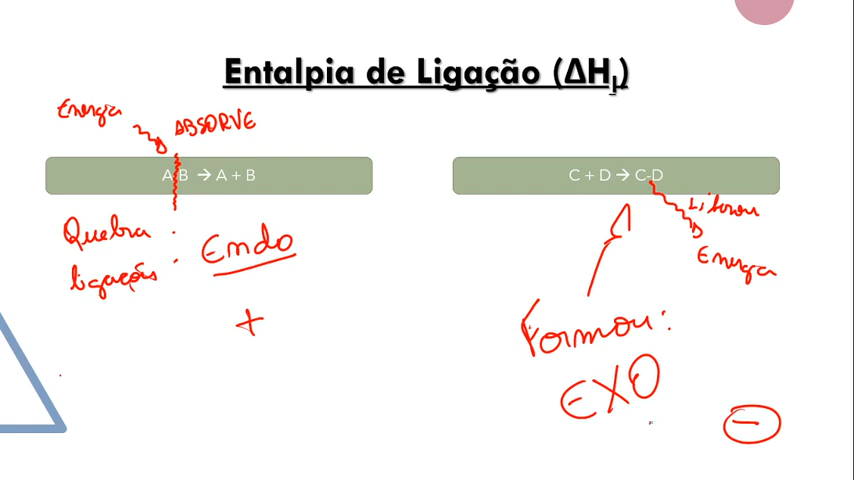 Entalpia de Ligação (ΔHₗ)
Energia
ABSORVE
A-B → A + B
Quebra
ligações:
Endo
+
C + D → C-D
Liberou
Energia
Formou:
EXO
−